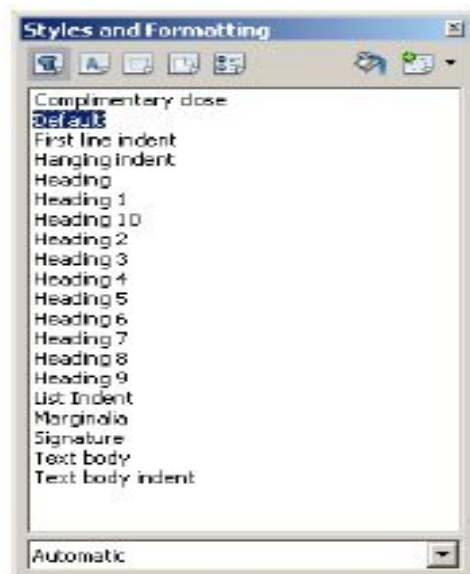 Styles and Formatting
Complimentary close
Default
First line indent
Hanging indent
Heading
Heading 1
Heading 10
Heading 2
Heading 3
Heading 4
Heading 5
Heading 6
Heading 7
Heading 8
Heading 9
List Indent
Marginalia
Signature
Text body
Text body indent
Automatic